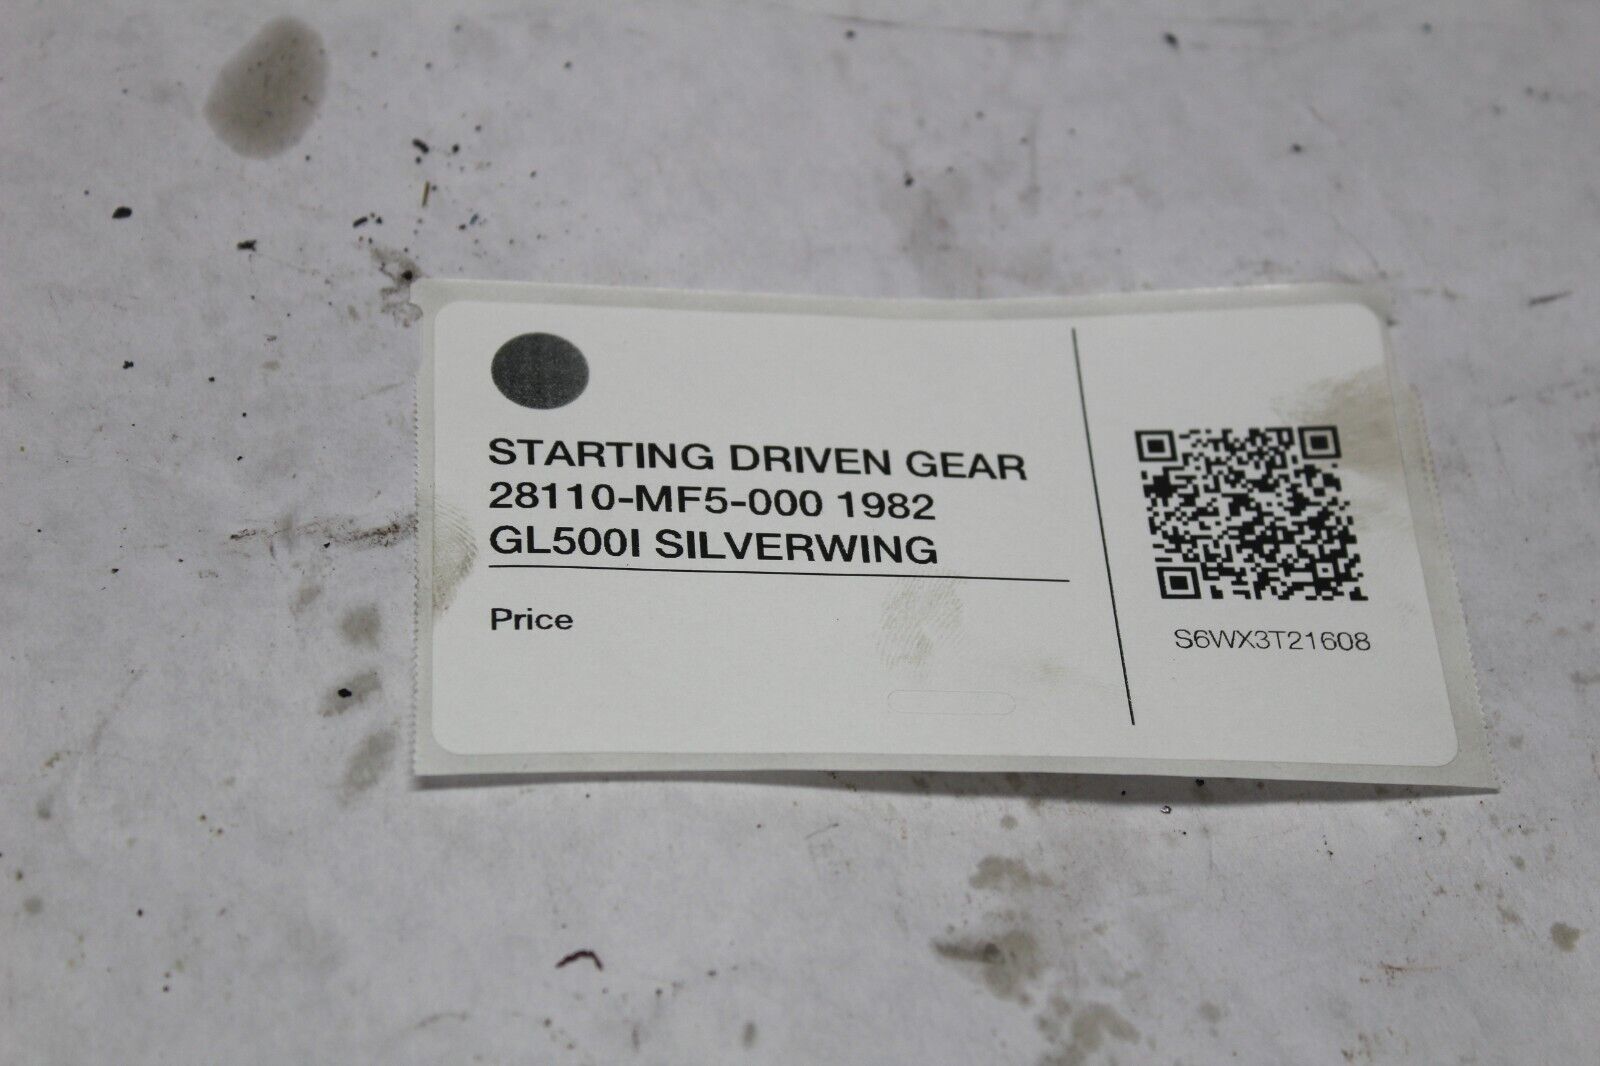 STARTING DRIVEN GEAR
28110-MF5-000 1982
GL500I SILVERWING
Price
S6WX3T21608